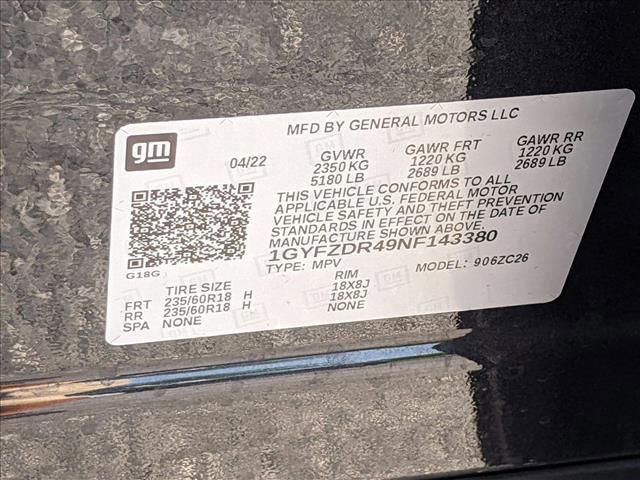 gm
MFD BY GENERAL MOTORS LLC
04/22
GVWR GAWR FRT GAWR RR
2350 KG 1220 KG 1220 KG
5180 LB 2689 LB 2689 LB
THIS VEHICLE CONFORMS TO ALL
APPLICABLE U.S. FEDERAL MOTOR
VEHICLE SAFETY AND THEFT PREVENTION
STANDARDS IN EFFECT ON THE DATE OF
MANUFACTURE SHOWN ABOVE.
1GYFZDR49NF143380
G18G
TYPE: MPV MODEL: 906ZC26
TIRE SIZE RIM
FRT 235/60R18 H 18X8J
RR 235/60R18 H 18X8J
SPA NONE NONE